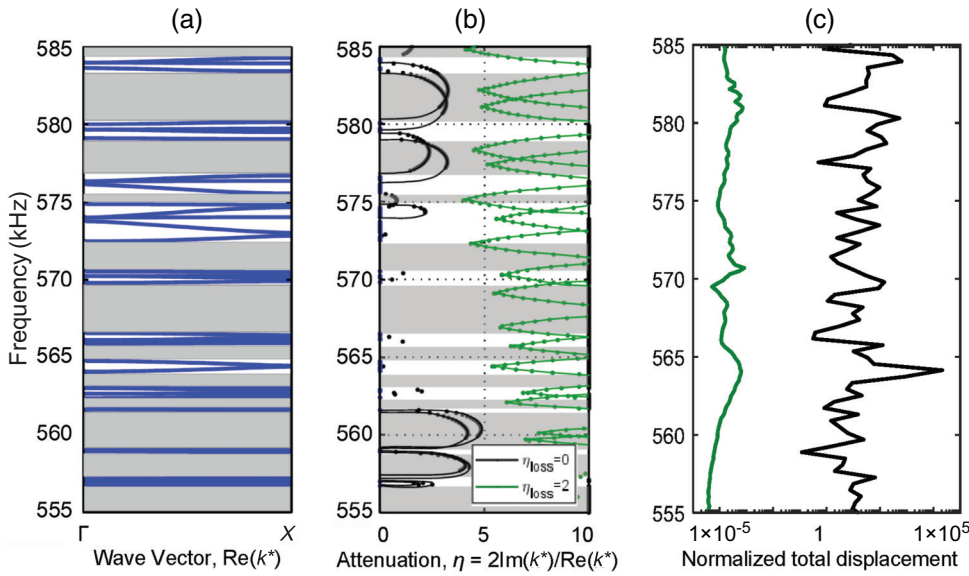 (a)
(b)
(c)
Frequency (kHz)
585
580
575
570
565
560
555
Γ
X
Wave Vector, Re(k*)
585
580
575
570
565
560
555
0
5
10
η_loss=0
η_loss=2
Attenuation, η = 2Im(k*)/Re(k*)
585
580
575
570
565
560
555
1×10⁻⁵
1
1×10⁵
Normalized total displacement